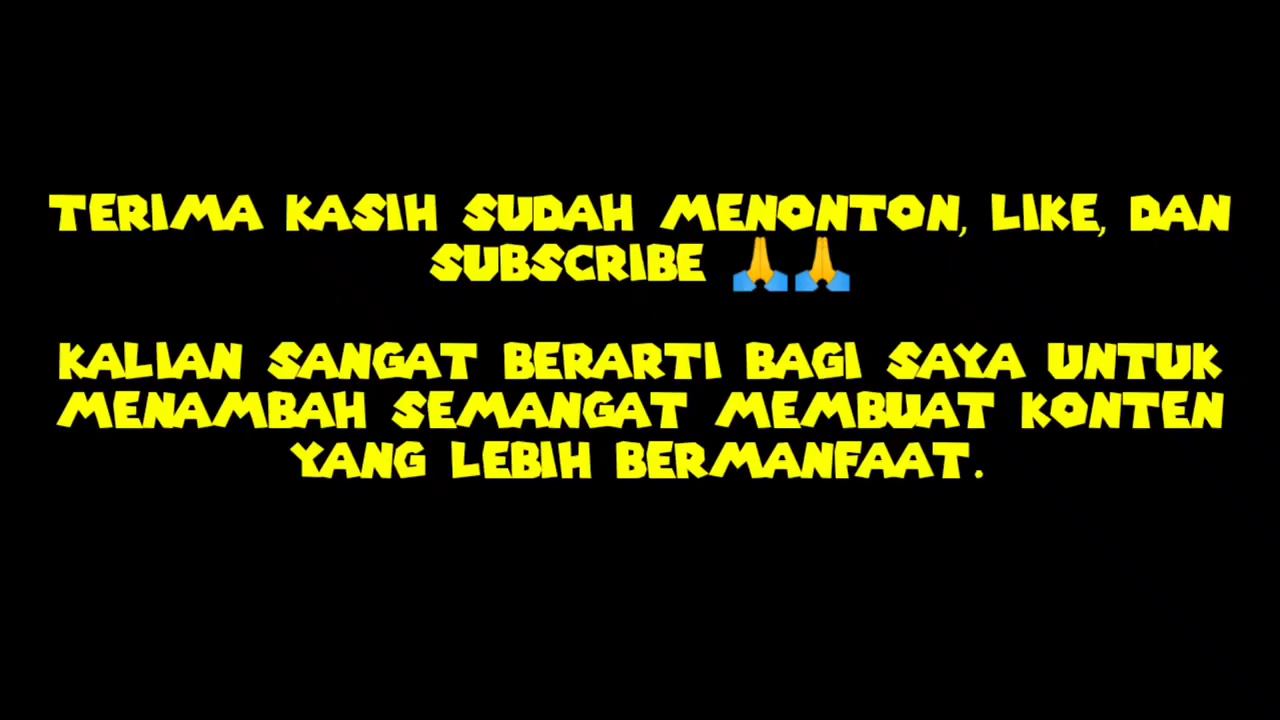 TERIMA KASIH SUDAH MENONTON, LIKE, DAN
SUBSCRIBE 🙏🙏
KALIAN SANGAT BERARTI BAGI SAYA UNTUK
MENAMBAH SEMANGAT MEMBUAT KONTEN
YANG LEBIH BERMANFAAT.